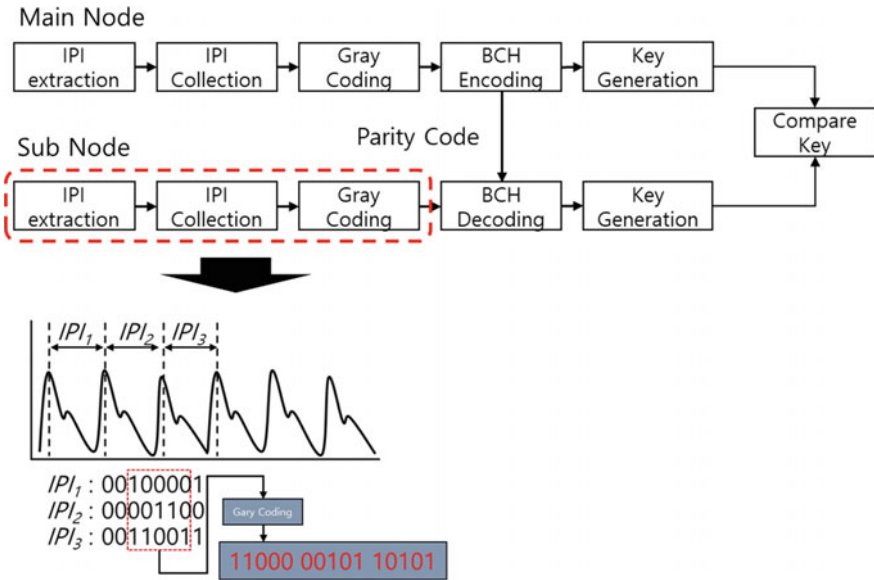 Main Node
IPI extraction
IPI Collection
Gray Coding
BCH Encoding
Key Generation
Compare Key
Parity Code
Sub Node
IPI extraction
IPI Collection
Gray Coding
BCH Decoding
Key Generation
IPI₁ IPI₂ IPI₃
IPI₁ : 00100001
IPI₂ : 00001100
IPI₃ : 00110011
Gary Coding
11000 00101 10101